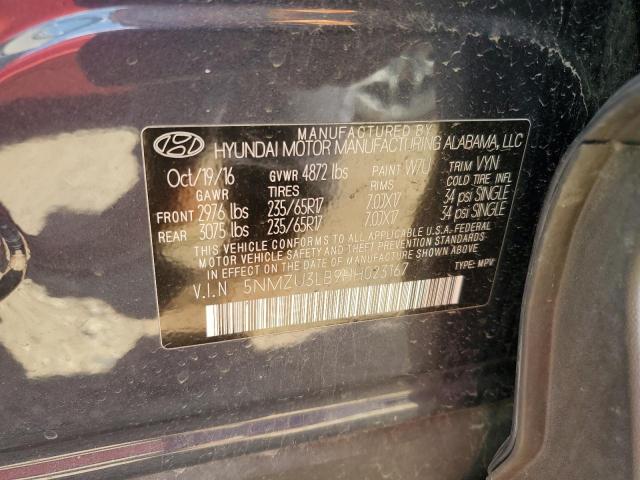 MANUFACTURED BY
HYUNDAI MOTOR MANUFACTURING ALABAMA, LLC
Oct/19/16 GVWR 4872 lbs PAINT W7U TRIM VYN
GAWR TIRES RIMS COLD TIRE INFL
FRONT 2976 lbs 235/65R17 7.0JX17 34 psi SINGLE
REAR 3075 lbs 235/65R17 7.0JX17 34 psi SINGLE
THIS VEHICLE CONFORMS TO ALL APPLICABLE U.S.A. FEDERAL
MOTOR VEHICLE SAFETY AND THEFT PREVENTION STANDARDS
IN EFFECT ON THE DATE OF MANUFACTURE SHOWN ABOVE.
V.I.N 5NMZU3LB9HH023167 TYPE: MPV